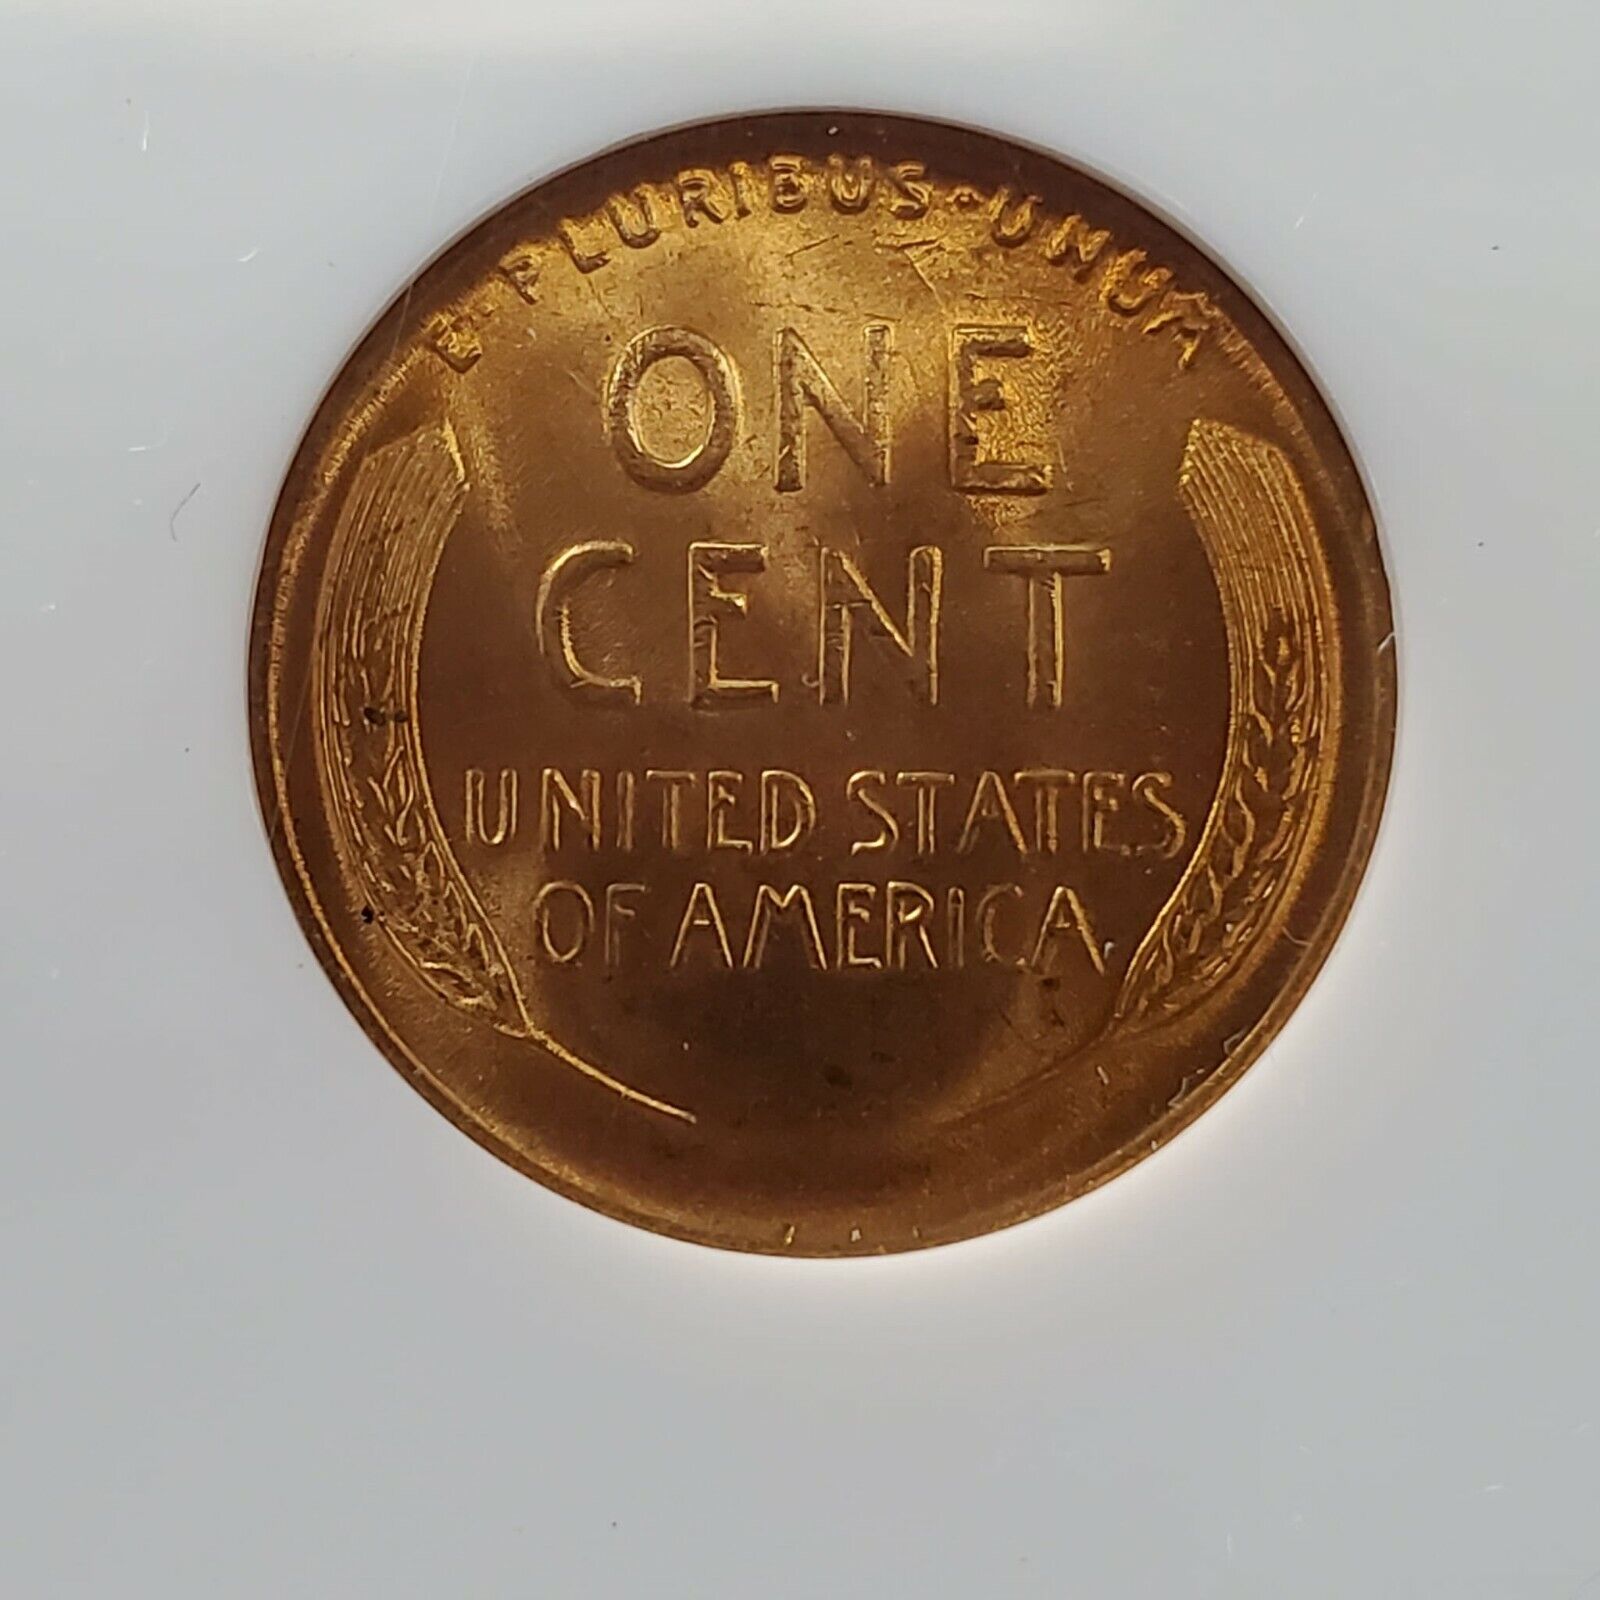 E·PLURIBUS·UNUM
ONE
CENT
UNITED STATES
OF AMERICA